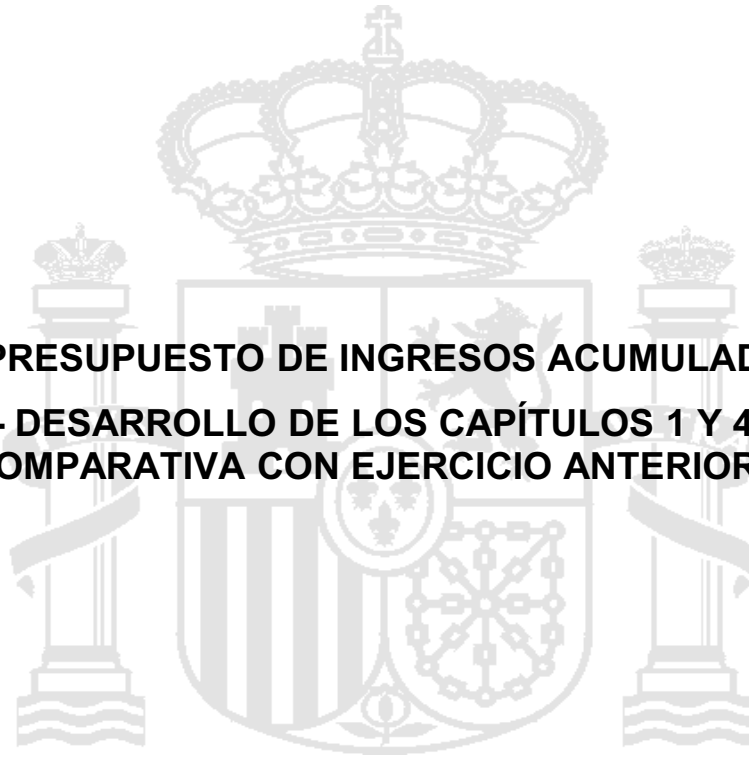 PRESUPUESTO DE INGRESOS ACUMULAD
- DESARROLLO DE LOS CAPÍTULOS 1 Y 4
OMPARATIVA CON EJERCICIO ANTERIOR